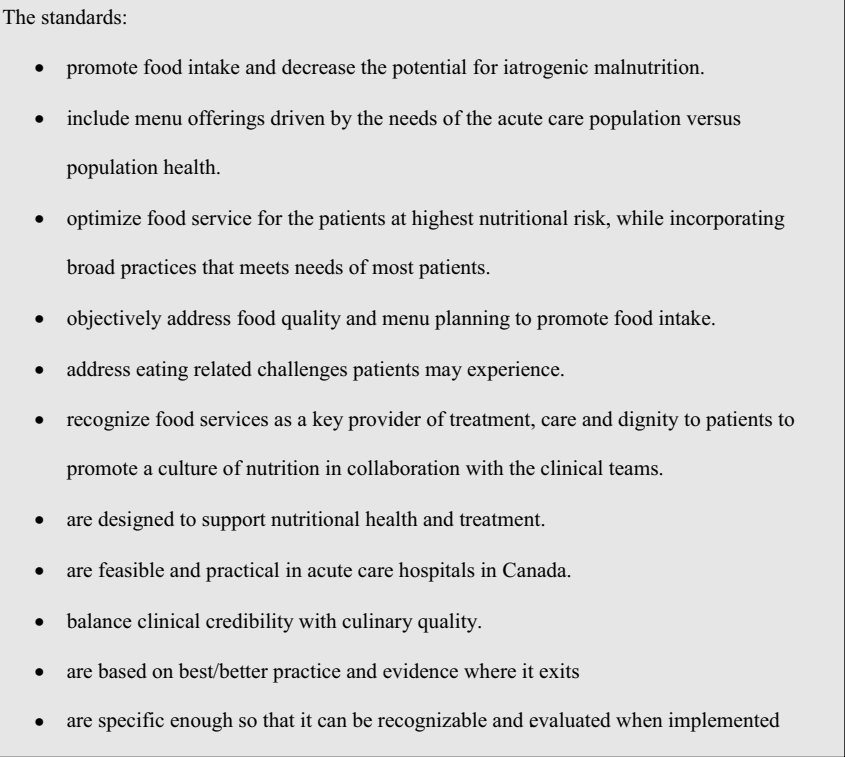 The standards:
• promote food intake and decrease the potential for iatrogenic malnutrition.
• include menu offerings driven by the needs of the acute care population versus
population health.
• optimize food service for the patients at highest nutritional risk, while incorporating
broad practices that meets needs of most patients.
• objectively address food quality and menu planning to promote food intake.
• address eating related challenges patients may experience.
• recognize food services as a key provider of treatment, care and dignity to patients to
promote a culture of nutrition in collaboration with the clinical teams.
• are designed to support nutritional health and treatment.
• are feasible and practical in acute care hospitals in Canada.
• balance clinical credibility with culinary quality.
• are based on best/better practice and evidence where it exits
• are specific enough so that it can be recognizable and evaluated when implemented